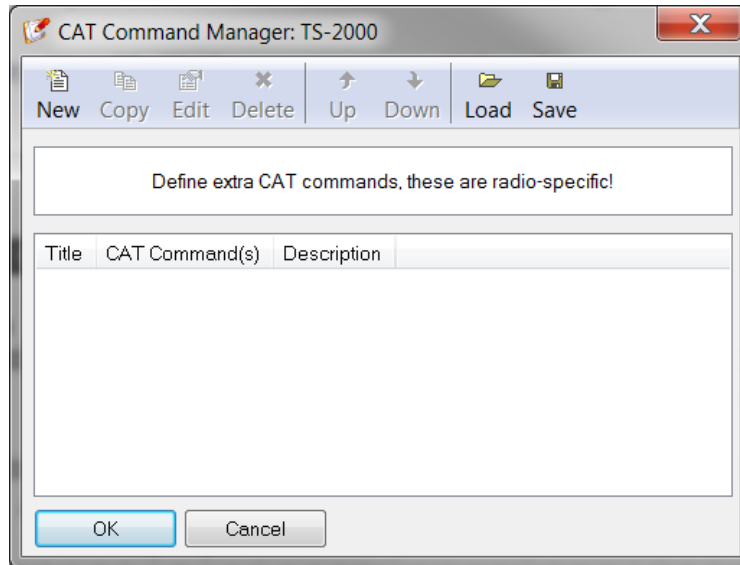 CAT Command Manager: TS-2000
New Copy Edit Delete Up Down Load Save
Define extra CAT commands, these are radio-specific!
Title CAT Command(s) Description
OK Cancel